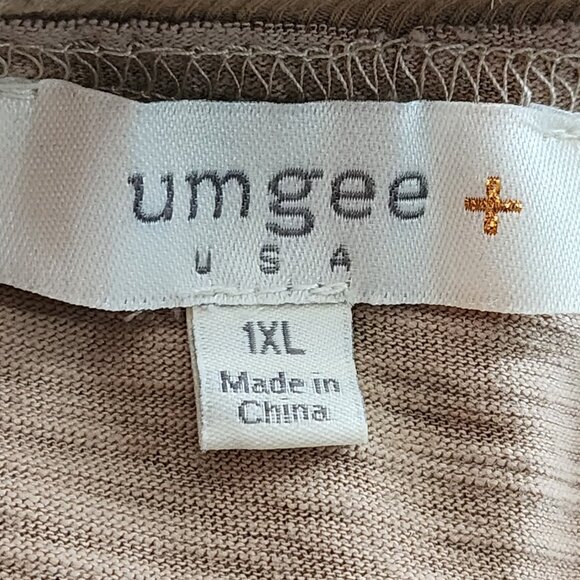 umgee +
USA
1XL
Made in
China